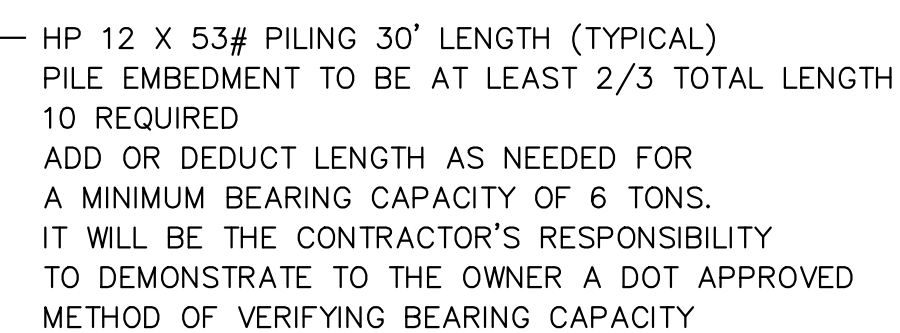 HP 12 X 53# PILING 30' LENGTH (TYPICAL)
PILE EMBEDMENT TO BE AT LEAST 2/3 TOTAL LENGTH
10 REQUIRED
ADD OR DEDUCT LENGTH AS NEEDED FOR
A MINIMUM BEARING CAPACITY OF 6 TONS.
IT WILL BE THE CONTRACTOR'S RESPONSIBILITY
TO DEMONSTRATE TO THE OWNER A DOT APPROVED
METHOD OF VERIFYING BEARING CAPACITY